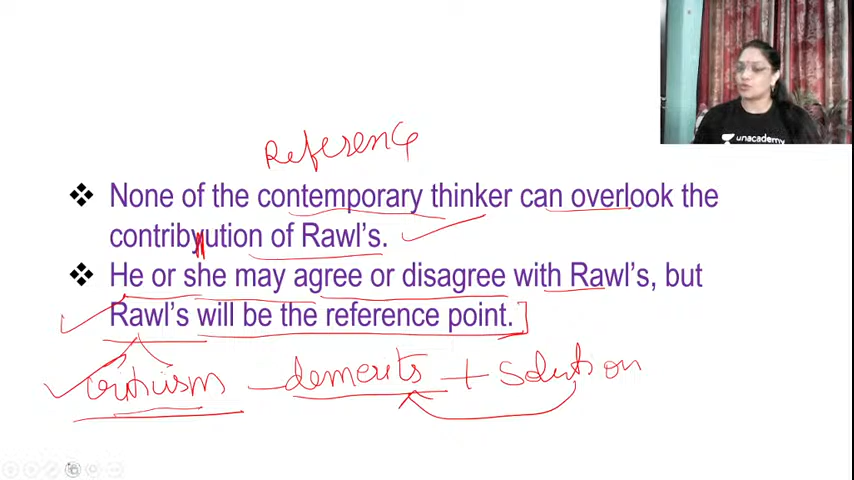 unacademy
Reference
None of the contemporary thinker can overlook the
contribyution of Rawl's.
He or she may agree or disagree with Rawl's, but
Rawl's will be the reference point.]
criticism - demerits + Solution